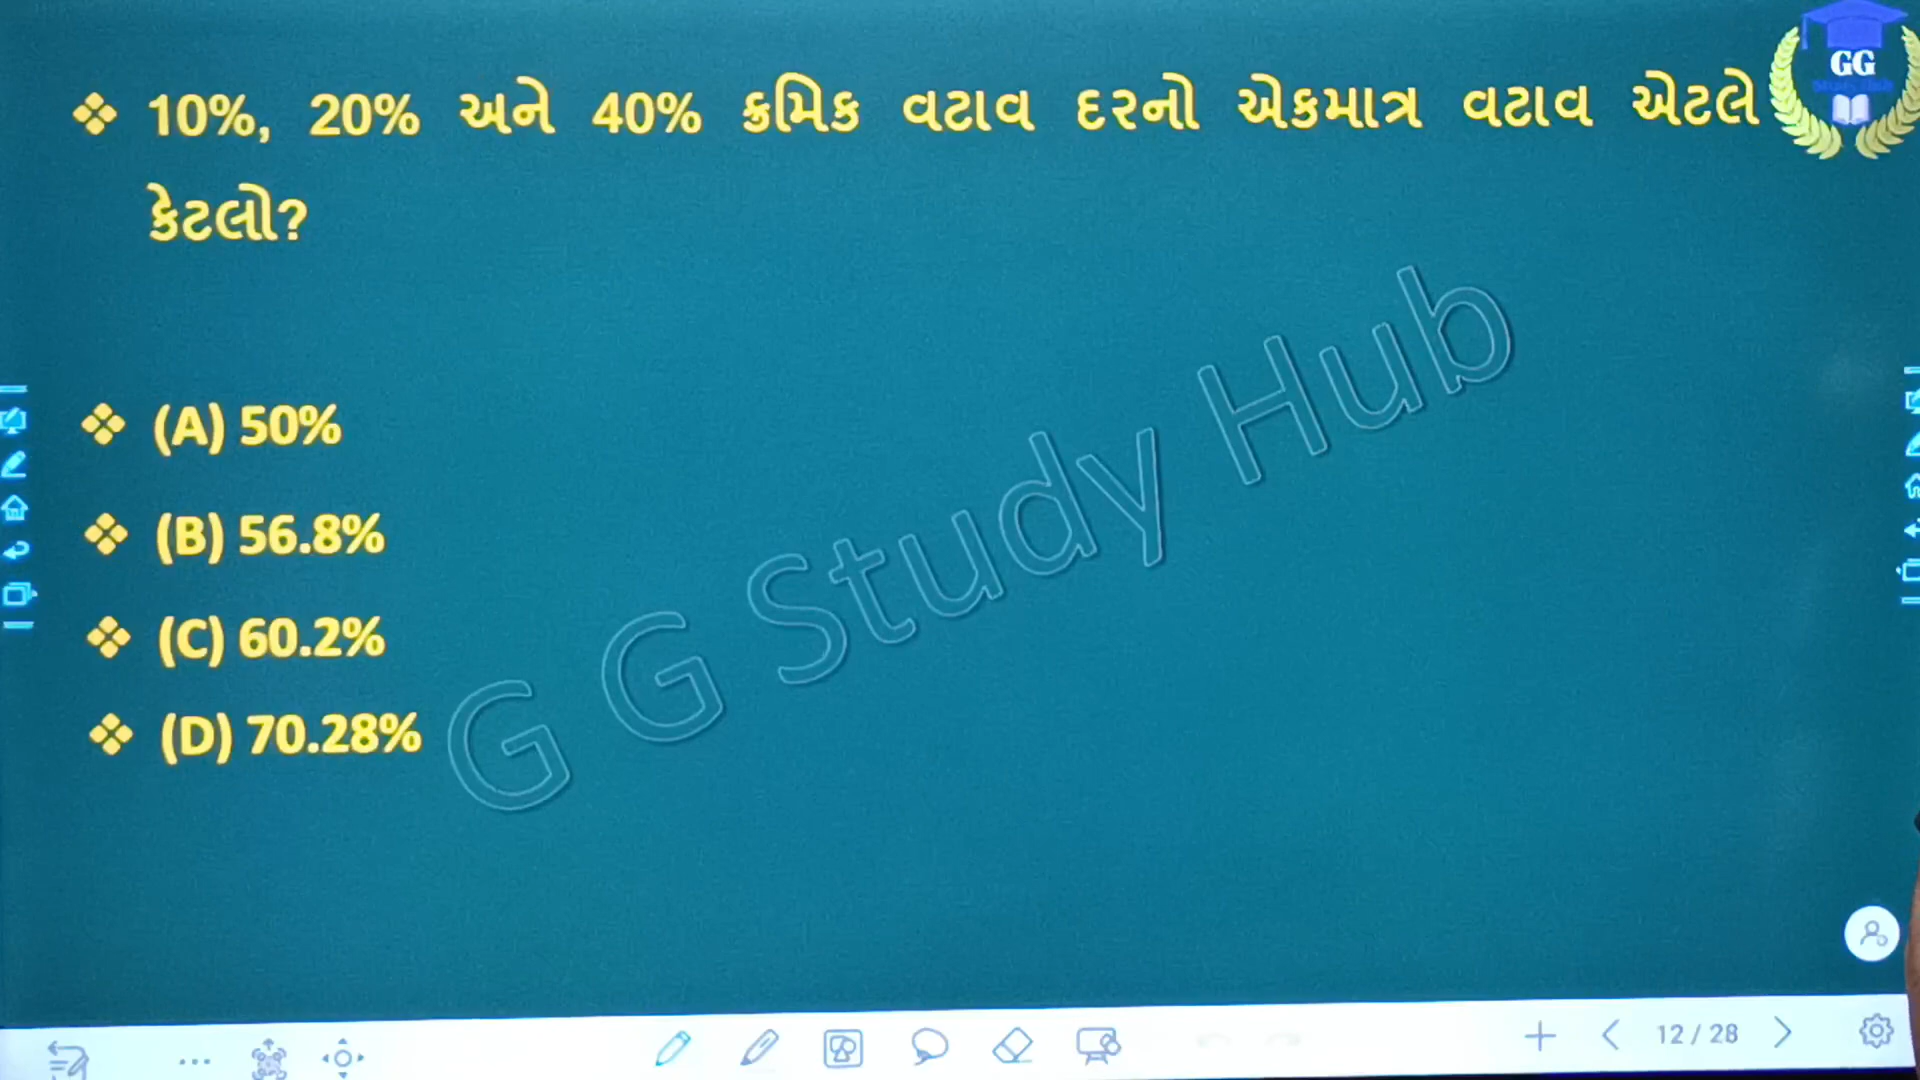 ❖ 10%, 20% અને 40% ક્રમિક વટાવ દરનો એકમાત્ર વટાવ એટલે
કેટલો?
❖ (A) 50%
❖ (B) 56.8%
❖ (C) 60.2%
❖ (D) 70.28%
G G Study Hub
GG
12 / 28